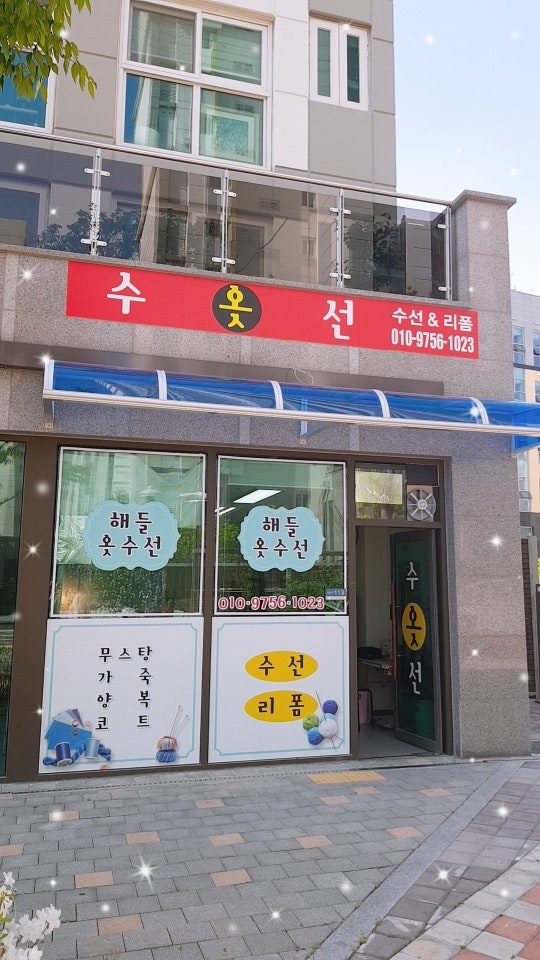 수 옷 선
수선 & 리폼
010-9756-1023
해들
옷수선
해들
옷수선
010-9756-1023
113
무스탕
가 죽
양 복
코 트
수 선
리 폼
수
옷
선